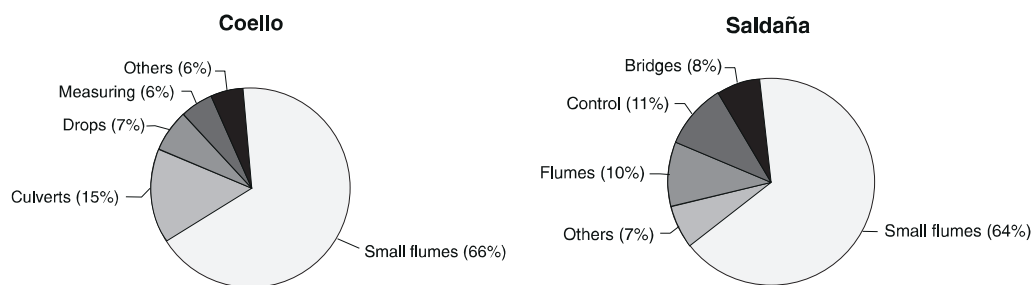 Coello
Others (6%)
Measuring (6%)
Drops (7%)
Culverts (15%)
Small flumes (66%)
Saldaña
Bridges (8%)
Control (11%)
Flumes (10%)
Others (7%)
Small flumes (64%)